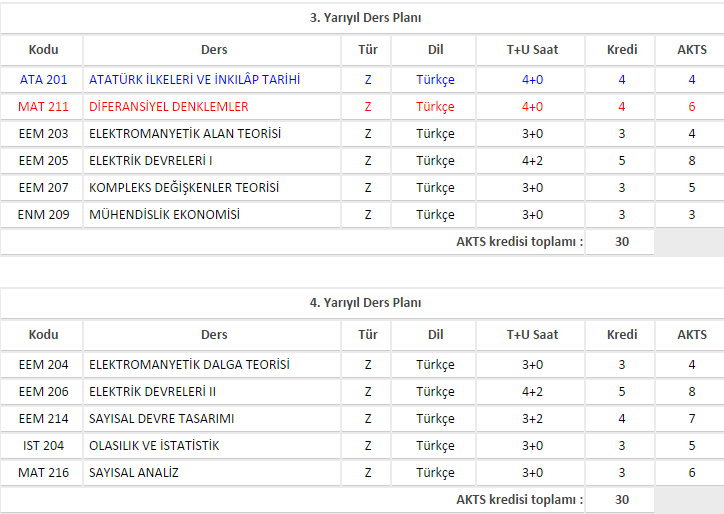 3. Yarıyıl Ders Planı
Kodu Ders Tür Dil T+U Saat Kredi AKTS
ATA 201 ATATÜRK İLKELERİ VE İNKILÂP TARİHİ Z Türkçe 4+0 4 4
MAT 211 DİFERANSİYEL DENKLEMLER Z Türkçe 4+0 4 6
EEM 203 ELEKTROMANYETİK ALAN TEORİSİ Z Türkçe 3+0 3 4
EEM 205 ELEKTRİK DEVRELERİ I Z Türkçe 4+2 5 8
EEM 207 KOMPLEKS DEĞİŞKENLER TEORİSİ Z Türkçe 3+0 3 5
ENM 209 MÜHENDİSLİK EKONOMİSİ Z Türkçe 3+0 3 3
AKTS kredisi toplamı : 30
4. Yarıyıl Ders Planı
Kodu Ders Tür Dil T+U Saat Kredi AKTS
EEM 204 ELEKTROMANYETİK DALGA TEORİSİ Z Türkçe 3+0 3 4
EEM 206 ELEKTRİK DEVRELERİ II Z Türkçe 4+2 5 8
EEM 214 SAYISAL DEVRE TASARIMI Z Türkçe 3+2 4 7
IST 204 OLASILIK VE İSTATİSTİK Z Türkçe 3+0 3 5
MAT 216 SAYISAL ANALİZ Z Türkçe 3+0 3 6
AKTS kredisi toplamı : 30